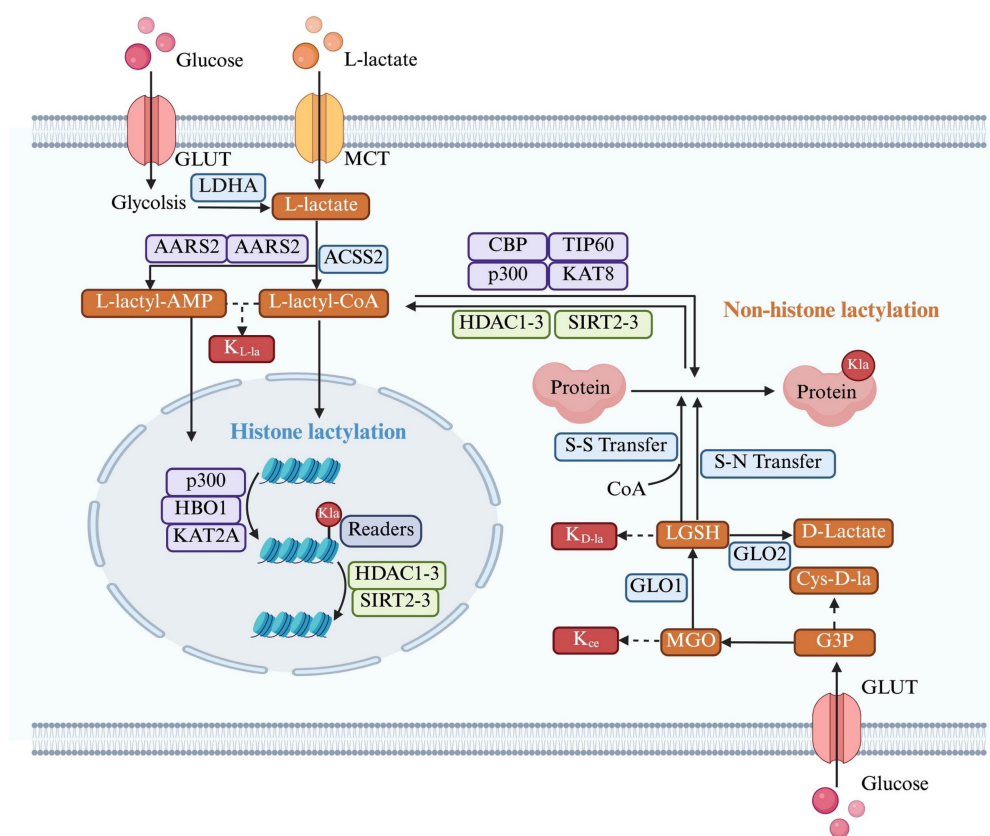 Glucose
L-lactate
GLUT
MCT
LDHA
Glycolsis
L-lactate
AARS2
AARS2
ACSS2
L-lactyl-AMP
L-lactyl-CoA
KL-la
CBP
TIP60
p300
KAT8
HDAC1-3
SIRT2-3
Non-histone lactylation
Protein
Protein
Kla
Histone lactylation
p300
HBO1
KAT2A
Kla
Readers
HDAC1-3
SIRT2-3
S-S Transfer
S-N Transfer
CoA
KD-la
LGSH
D-Lactate
GLO2
Cys-D-la
GLO1
Kce
MGO
G3P
GLUT
Glucose